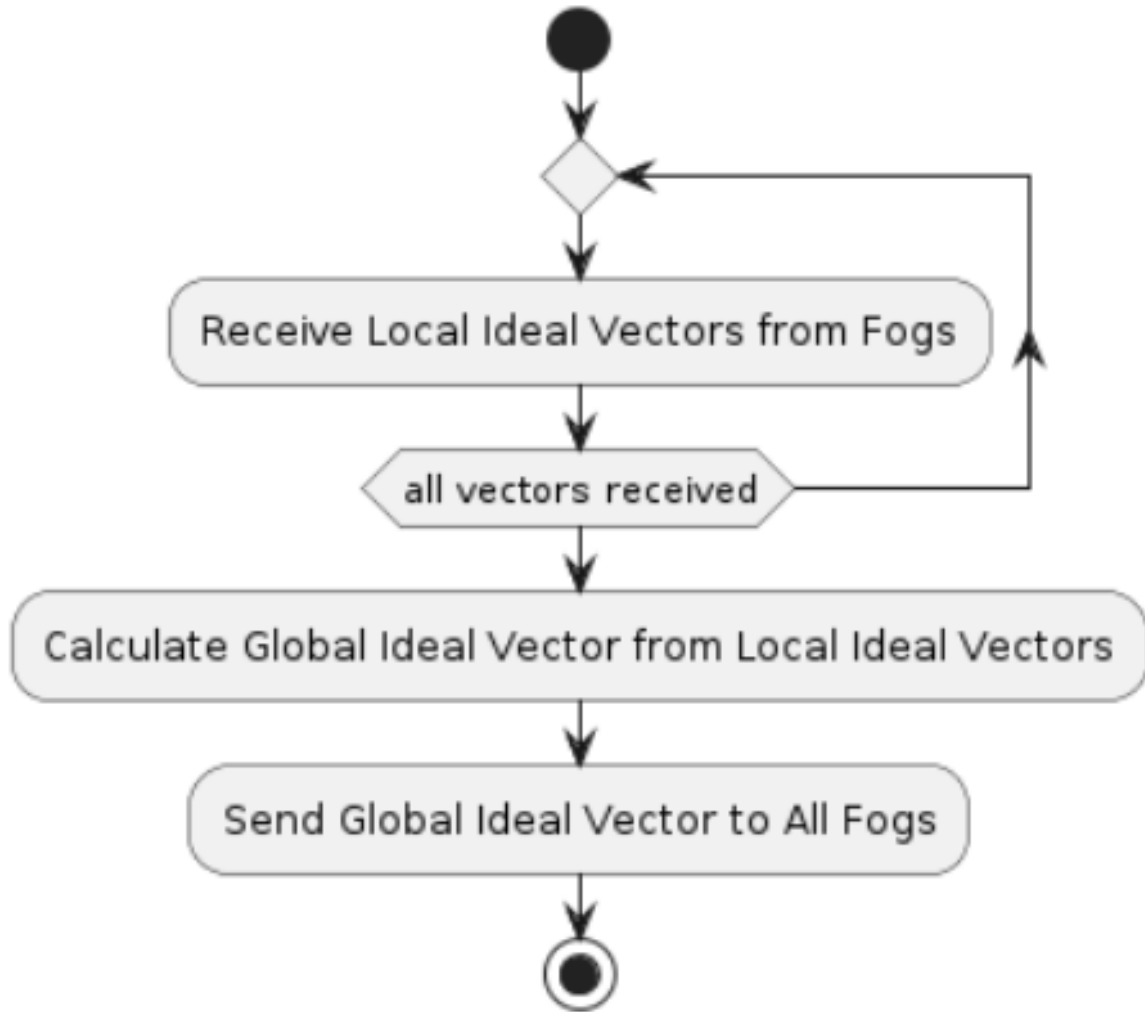 Receive Local Ideal Vectors from Fogs
all vectors received
Calculate Global Ideal Vector from Local Ideal Vectors
Send Global Ideal Vector to All Fogs